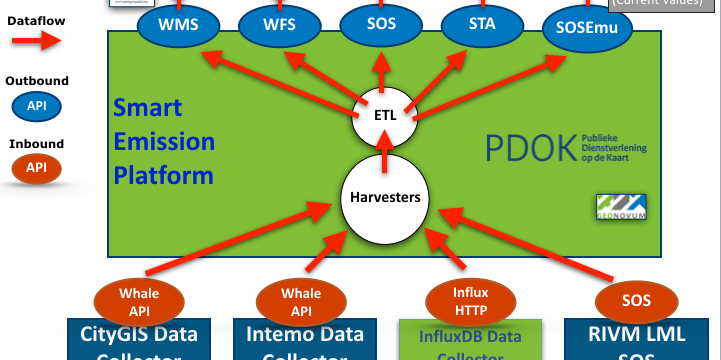 (Current Values)
Dataflow
WMS
WFS
SOS
STA
SOSEmu
Outbound
API
Inbound
API
Smart
Emission
Platform
ETL
PDOK
Publieke
Dienstverlening
op de Kaart
Harvesters
GEONOVUM
Whale
API
Whale
API
Influx
HTTP
SOS
CityGIS Data
Collector
Intemo Data
Collector
InfluxDB Data
Collector
RIVM LML
SOS